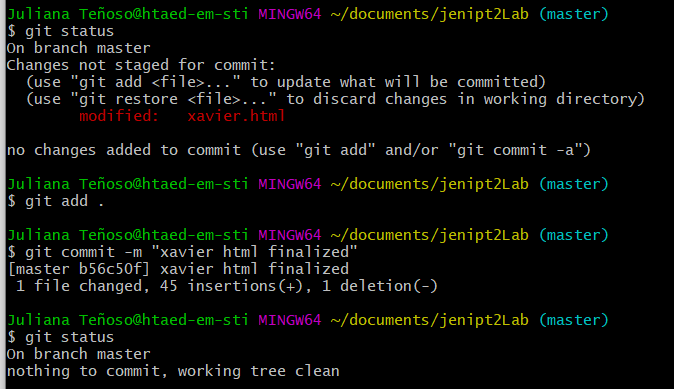 Juliana Teñoso@htaed-em-sti MINGW64 ~/documents/jenipt2Lab (master)
$ git status
On branch master
Changes not staged for commit:
  (use "git add <file>..." to update what will be committed)
  (use "git restore <file>..." to discard changes in working directory)
        modified:   xavier.html

no changes added to commit (use "git add" and/or "git commit -a")

Juliana Teñoso@htaed-em-sti MINGW64 ~/documents/jenipt2Lab (master)
$ git add .

Juliana Teñoso@htaed-em-sti MINGW64 ~/documents/jenipt2Lab (master)
$ git commit -m "xavier html finalized"
[master b56c50f] xavier html finalized
 1 file changed, 45 insertions(+), 1 deletion(-)

Juliana Teñoso@htaed-em-sti MINGW64 ~/documents/jenipt2Lab (master)
$ git status
On branch master
nothing to commit, working tree clean